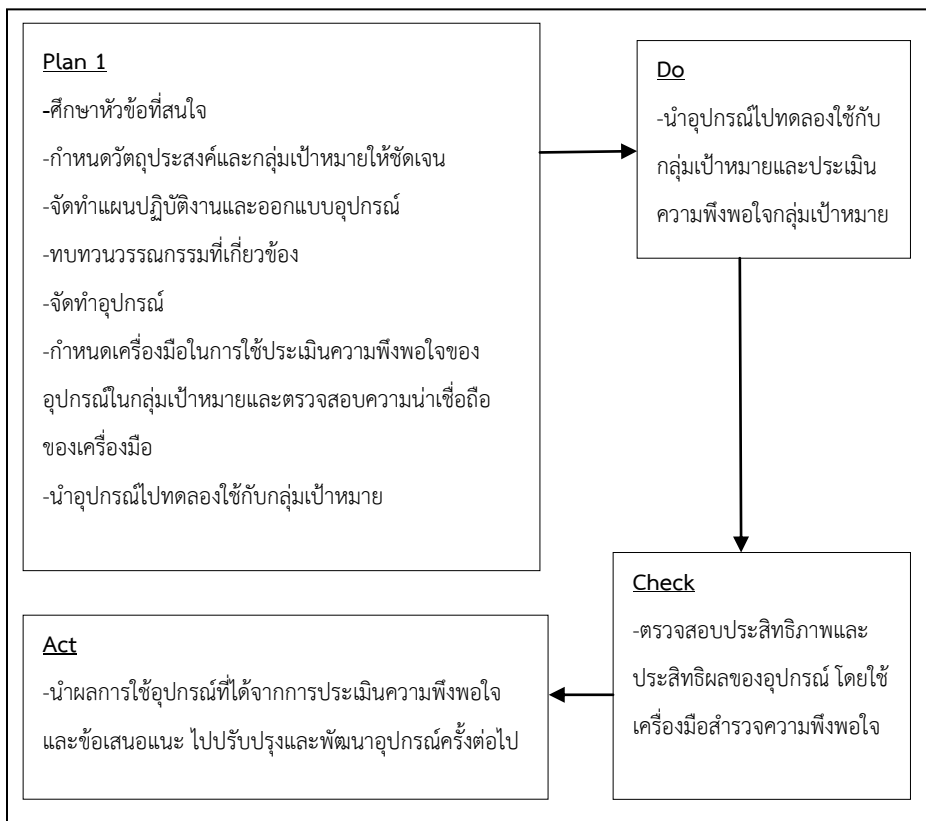 Plan 1
-ศึกษาหัวข้อที่สนใจ
-กำหนดวัตถุประสงค์และกลุ่มเป้าหมายให้ชัดเจน
-จัดทำแผนปฏิบัติงานและออกแบบอุปกรณ์
-ทบทวนวรรณกรรมที่เกี่ยวข้อง
-จัดทำอุปกรณ์
-กำหนดเครื่องมือในการใช้ประเมินความพึงพอใจของ
อุปกรณ์ในกลุ่มเป้าหมายและตรวจสอบความน่าเชื่อถือ
ของเครื่องมือ
-นำอุปกรณ์ไปทดลองใช้กับกลุ่มเป้าหมาย
Do
-นำอุปกรณ์ไปทดลองใช้กับ
กลุ่มเป้าหมายและประเมิน
ความพึงพอใจกลุ่มเป้าหมาย
Check
-ตรวจสอบประสิทธิภาพและ
ประสิทธิผลของอุปกรณ์ โดยใช้
เครื่องมือสำรวจความพึงพอใจ
Act
-นำผลการใช้อุปกรณ์ที่ได้จากการประเมินความพึงพอใจ
และข้อเสนอแนะ ไปปรับปรุงและพัฒนาอุปกรณ์ครั้งต่อไป